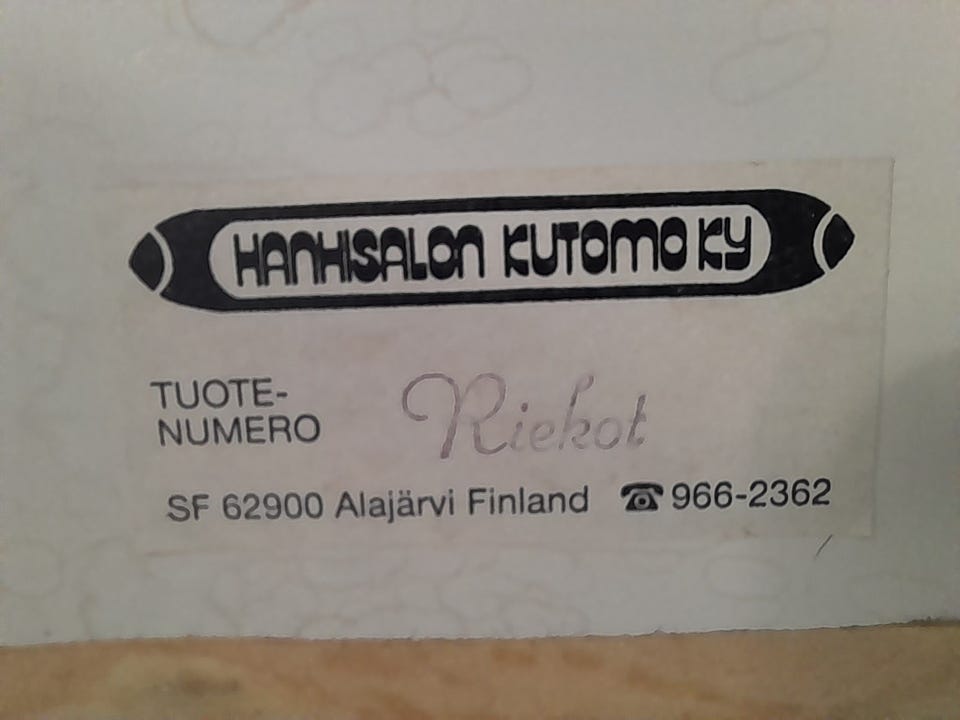 HANHISALON KUTOMO KY
TUOTE-
NUMERO
Riekot
SF 62900 Alajärvi Finland ☎ 966-2362